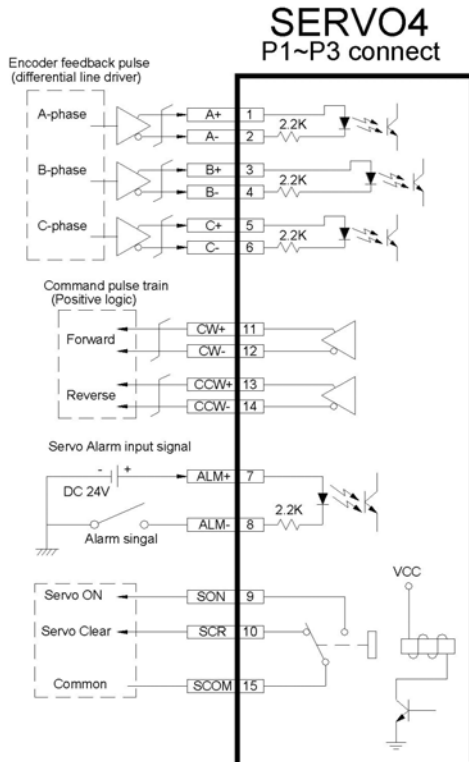 SERVO4
P1~P3 connect
Encoder feedback pulse
(differential line driver)
A-phase
A+ 1
A- 2
2.2K
B-phase
B+ 3
B- 4
2.2K
C-phase
C+ 5
C- 6
2.2K
Command pulse train
(Positive logic)
Forward
CW+ 11
CW- 12
Reverse
CCW+ 13
CCW- 14
Servo Alarm input signal
- +
DC 24V
ALM+ 7
2.2K
ALM- 8
Alarm singal
VCC
Servo ON
SON 9
Servo Clear
SCR 10
Common
SCOM 15